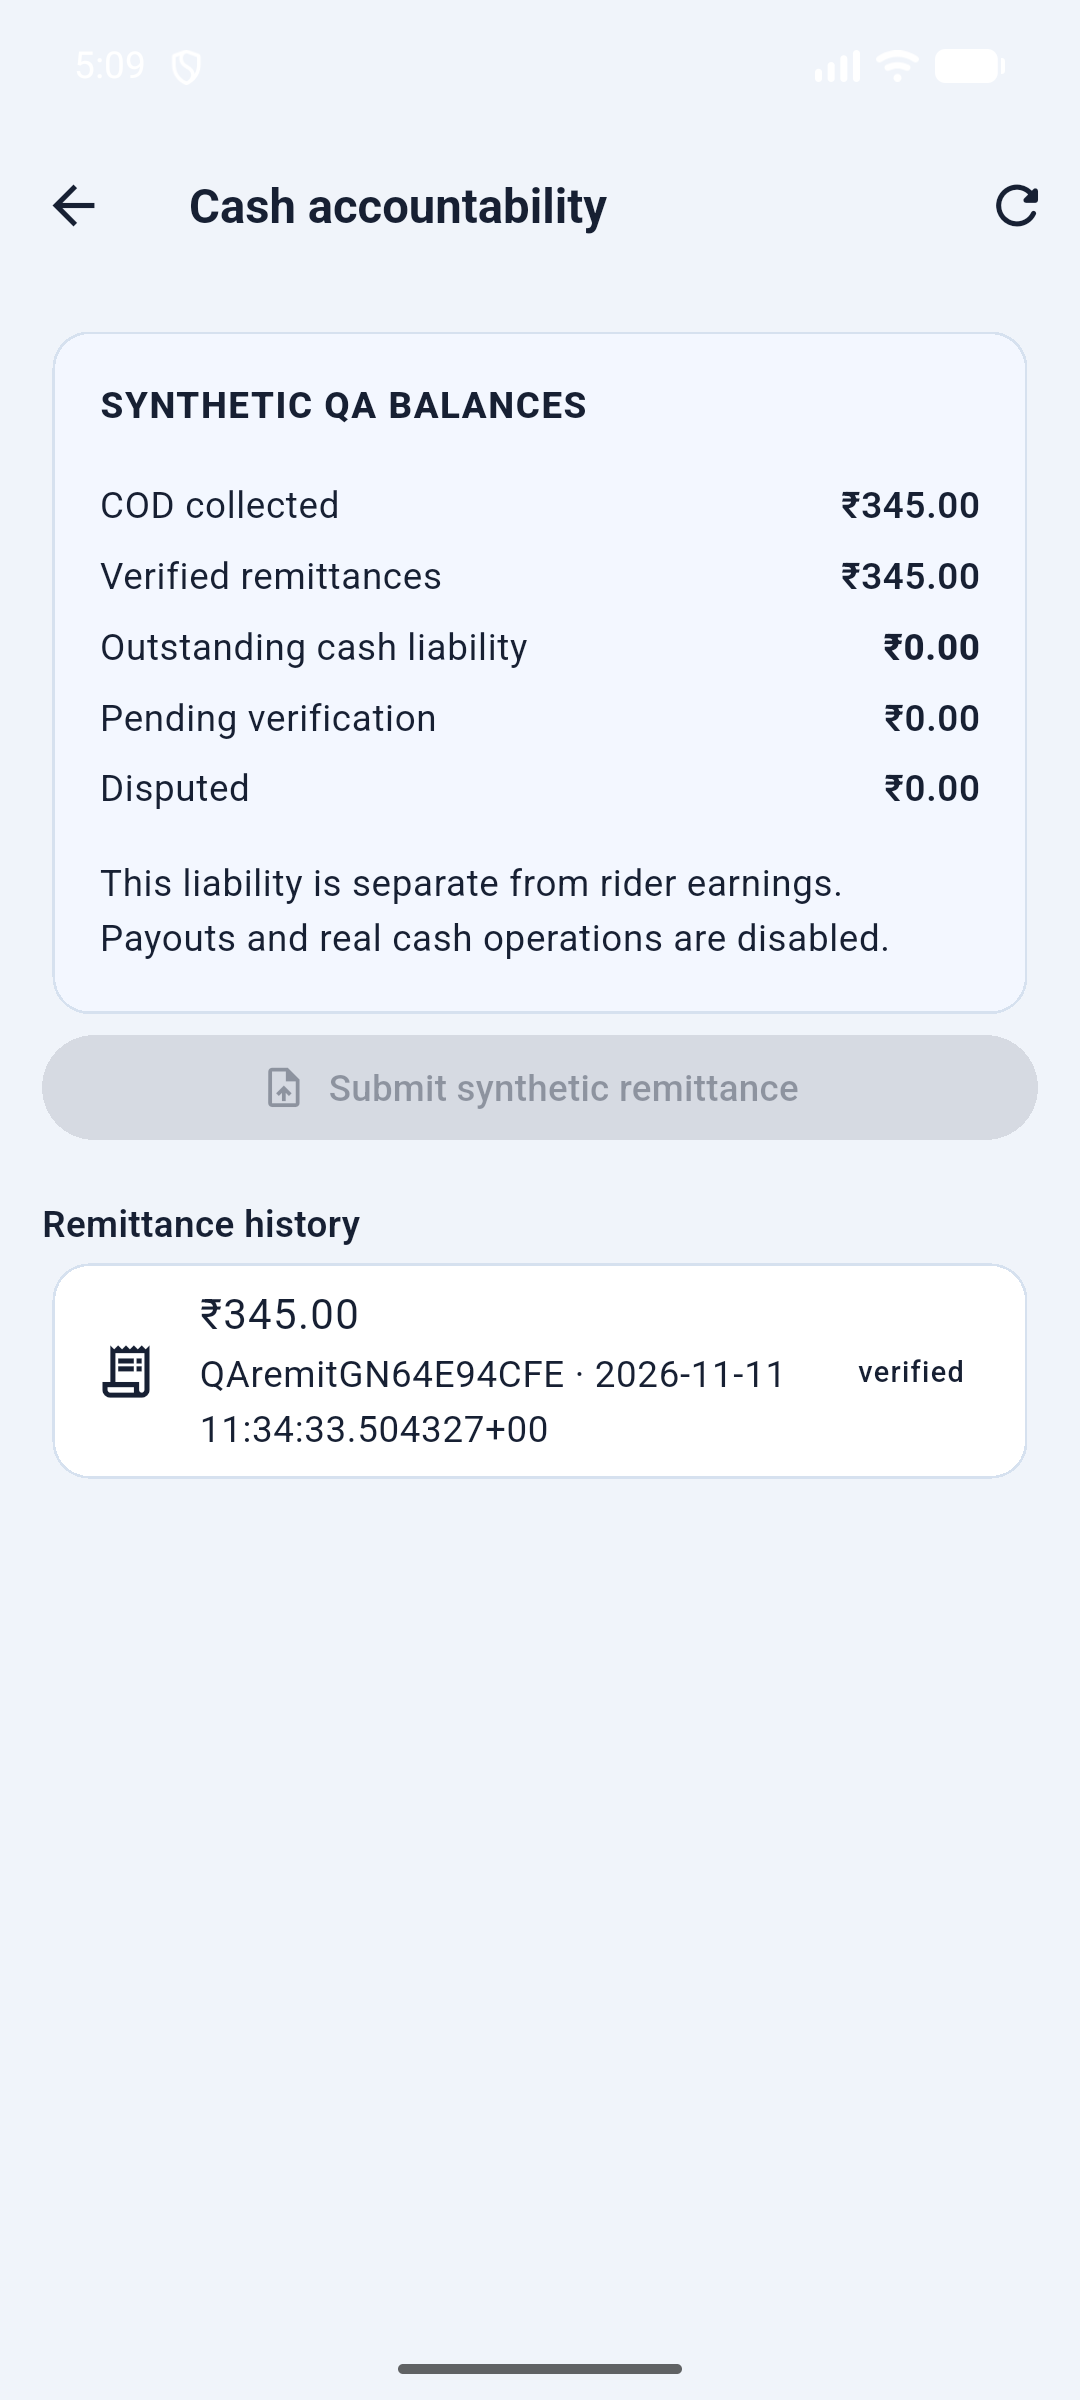 5:09
Cash accountability
SYNTHETIC QA BALANCES
COD collected ₹345.00
Verified remittances ₹345.00
Outstanding cash liability ₹0.00
Pending verification ₹0.00
Disputed ₹0.00
This liability is separate from rider earnings.
Payouts and real cash operations are disabled.
Submit synthetic remittance
Remittance history
₹345.00
QAremitGN64E94CFE · 2026-11-11
11:34:33.504327+00
verified